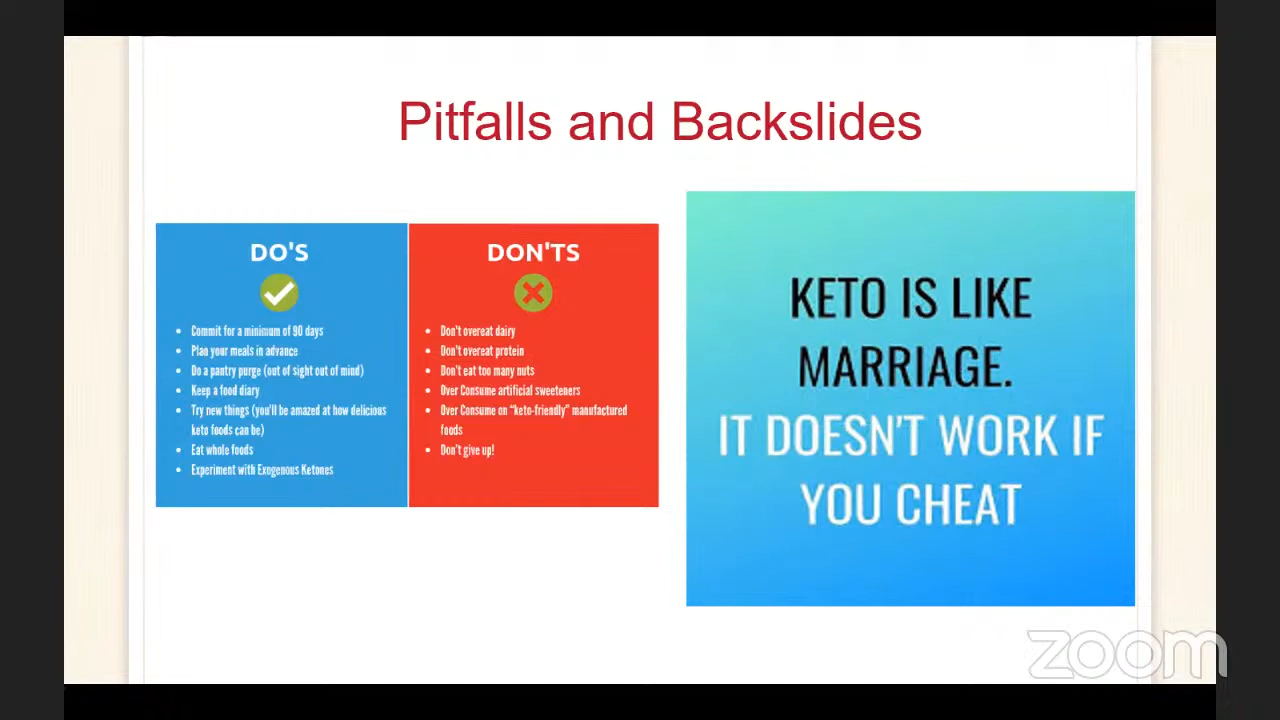 Pitfalls and Backslides
DO'S
• Commit for a minimum of 90 days
• Plan your meals in advance
• Do a pantry purge (out of sight out of mind)
• Keep a food diary
• Try new things (you'll be amazed at how delicious
keto foods can be)
• Eat whole foods
• Experiment with Exogenous Ketones
DON'TS
• Don't overeat dairy
• Don't overeat protein
• Don't eat too many nuts
• Over Consume artificial sweeteners
• Over Consume on "keto-friendly" manufactured
foods
• Don't give up!
KETO IS LIKE
MARRIAGE.
IT DOESN'T WORK IF
YOU CHEAT
zoom